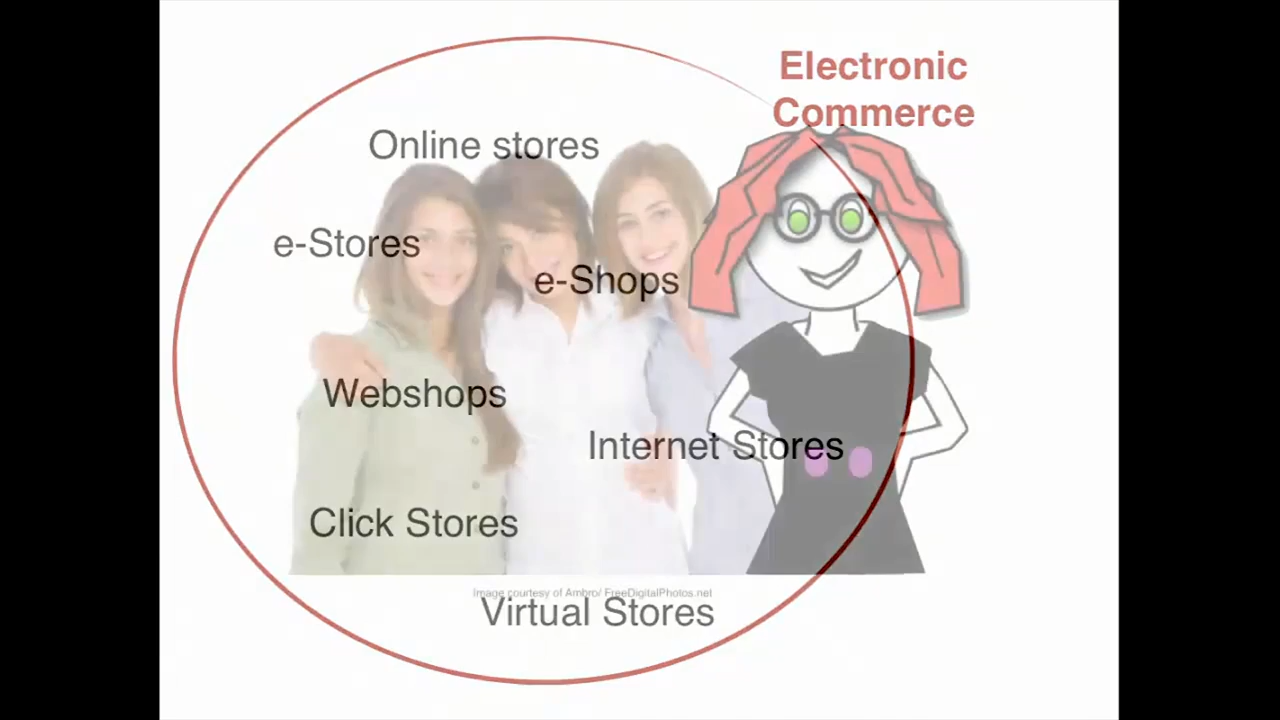 Electronic
Commerce
Online stores
e-Stores
e-Shops
Webshops
Internet Stores
Click Stores
Image courtesy of Ambro/ FreeDigitalPhotos.net
Virtual Stores